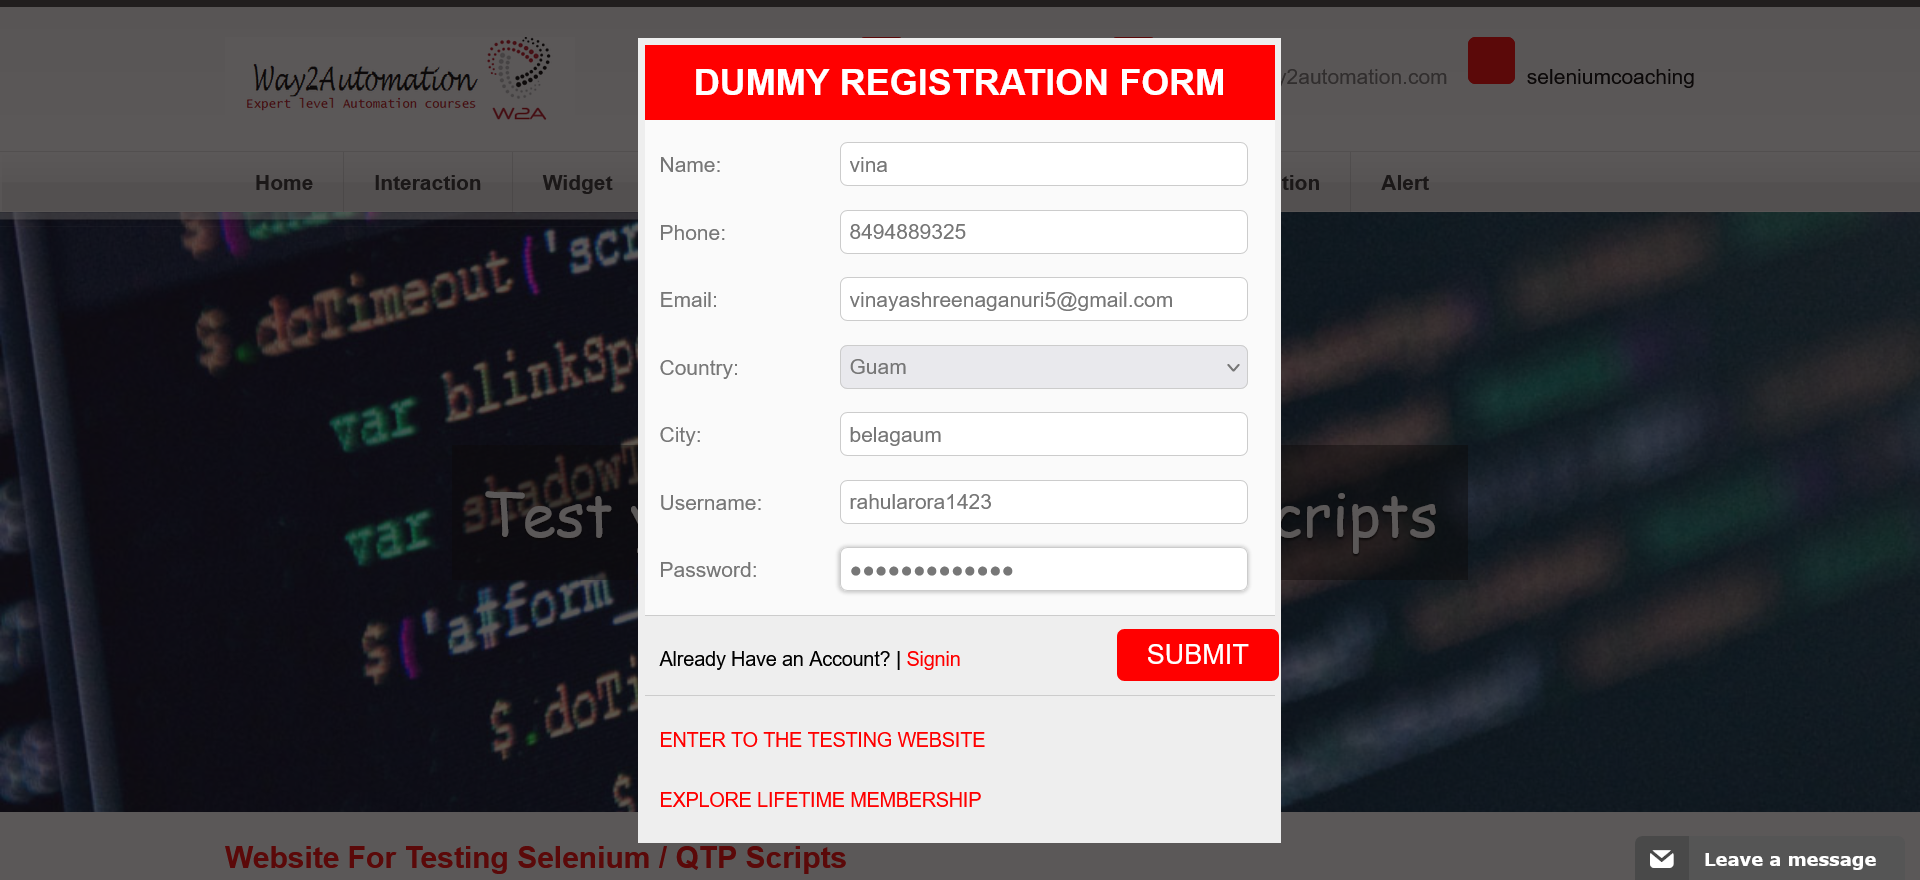 Way2Automation
Expert level Automation courses
W2A
y2automation.com
seleniumcoaching
Home
Interaction
Widget
tion
Alert
DUMMY REGISTRATION FORM
Name:
vina
Phone:
8494889325
Email:
vinayashreenaganuri5@gmail.com
Country:
Guam
City:
belagaum
Username:
rahularora1423
Password:
●●●●●●●●●●●●●
Already Have an Account? | Signin
SUBMIT
ENTER TO THE TESTING WEBSITE
EXPLORE LIFETIME MEMBERSHIP
$.doTimeout('scr
var blinkSp
var shadowT
Test y
cripts
$('a#form_
$.doTi
Website For Testing Selenium / QTP Scripts
Leave a message